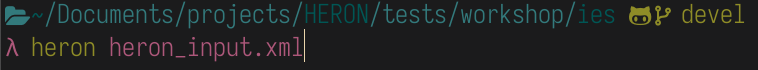 ~/Documents/projects/HERON/tests/workshop/ies devel
λ heron heron_input.xml